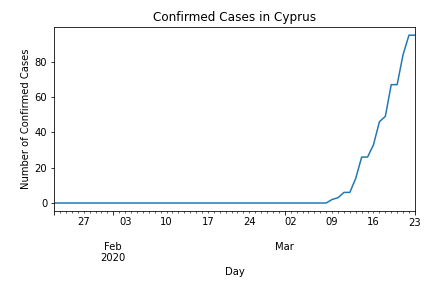 Confirmed Cases in Cyprus
Number of Confirmed Cases
80
60
40
20
0
27 03 10 17 24 02 09 16 23
Feb Mar
2020
Day